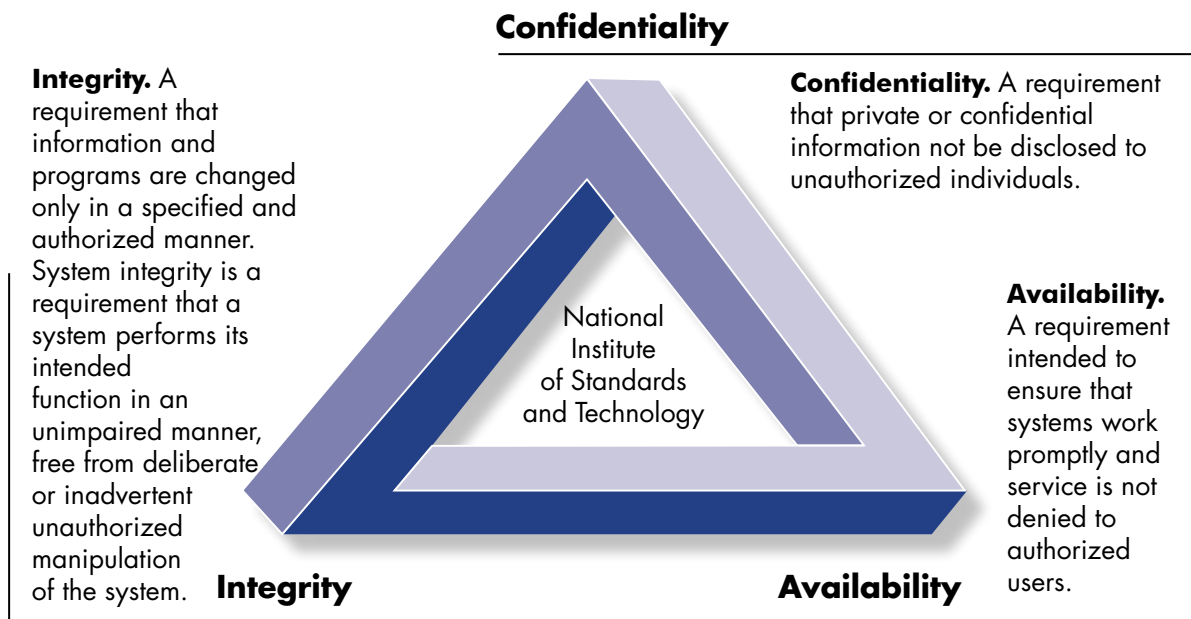 Confidentiality
Integrity. A
requirement that
information and
programs are changed
only in a specified and
authorized manner.
System integrity is a
requirement that a
system performs its
intended
function in an
unimpaired manner,
free from deliberate
or inadvertent
unauthorized
manipulation
of the system.
Confidentiality. A requirement
that private or confidential
information not be disclosed to
unauthorized individuals.
National
Institute
of Standards
and Technology
Availability.
A requirement
intended to
ensure that
systems work
promptly and
service is not
denied to
authorized
users.
Integrity
Availability